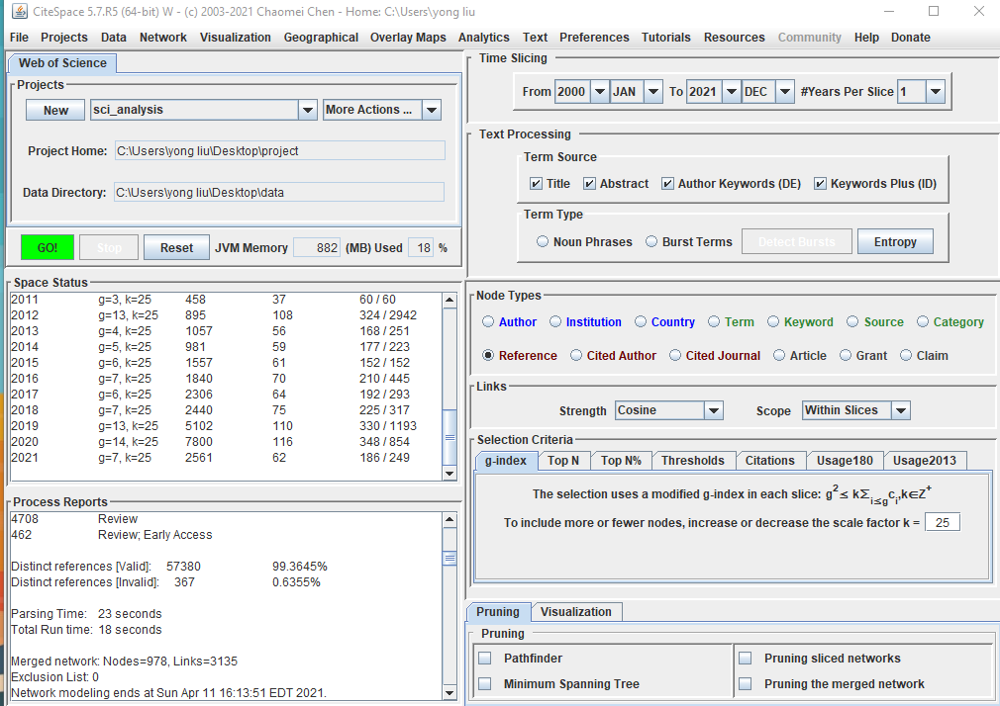 CiteSpace 5.7.R5 (64-bit) W - (c) 2003-2021 Chaomei Chen - Home: C:\Users\yong liu
File Projects Data Network Visualization Geographical Overlay Maps Analytics Text Preferences Tutorials Resources Community Help Donate
Web of Science
Projects
New sci_analysis More Actions ...
Project Home: C:\Users\yong liu\Desktop\project
Data Directory: C:\Users\yong liu\Desktop\data
GO! Stop Reset JVM Memory 882 (MB) Used 18 %
Space Status
2011 g=3, k=25 458 37 60 / 60
2012 g=13, k=25 895 108 324 / 2942
2013 g=4, k=25 1057 56 168 / 251
2014 g=5, k=25 981 59 177 / 223
2015 g=6, k=25 1557 61 152 / 152
2016 g=7, k=25 1840 70 210 / 445
2017 g=6, k=25 2306 64 192 / 293
2018 g=7, k=25 2440 75 225 / 317
2019 g=13, k=25 5102 110 330 / 1193
2020 g=14, k=25 7800 116 348 / 854
2021 g=7, k=25 2561 62 186 / 249
Process Reports
4708 Review
462 Review; Early Access
Distinct references [Valid]: 57380 99.3645%
Distinct references [Invalid]: 367 0.6355%
Parsing Time: 23 seconds
Total Run time: 18 seconds
Merged network: Nodes=978, Links=3135
Exclusion List: 0
Network modeling ends at Sun Apr 11 16:13:51 EDT 2021.
Time Slicing
From 2000 JAN To 2021 DEC #Years Per Slice 1
Text Processing
Term Source
Title Abstract Author Keywords (DE) Keywords Plus (ID)
Term Type
Noun Phrases Burst Terms Detect Bursts Entropy
Node Types
Author Institution Country Term Keyword Source Category
Reference Cited Author Cited Journal Article Grant Claim
Links
Strength Cosine Scope Within Slices
Selection Criteria
g-index Top N Top N% Thresholds Citations Usage180 Usage2013
The selection uses a modified g-index in each slice: g²≤ kΣᵢ≤g cᵢ,k∈Z⁺
To include more or fewer nodes, increase or decrease the scale factor k = 25
Pruning Visualization
Pruning
Pathfinder Pruning sliced networks
Minimum Spanning Tree Pruning the merged network